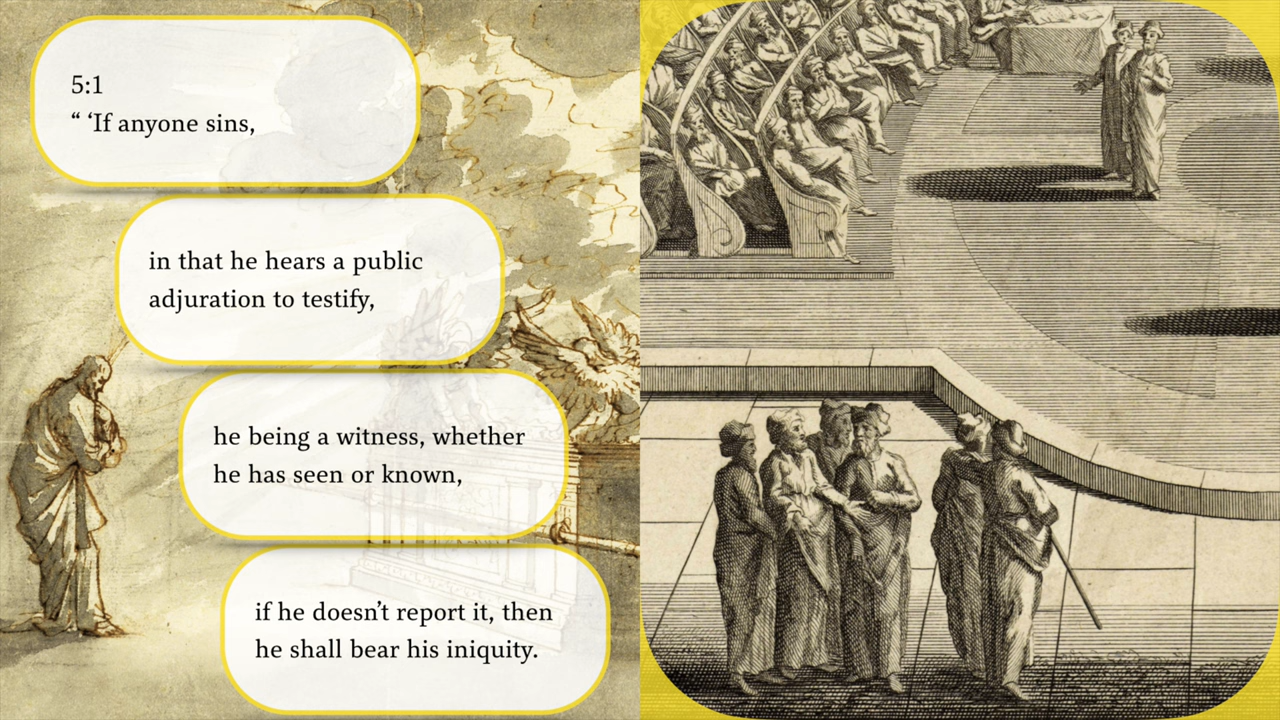 5:1
“ ‘If anyone sins,
in that he hears a public
adjuration to testify,
he being a witness, whether
he has seen or known,
if he doesn’t report it, then
he shall bear his iniquity.